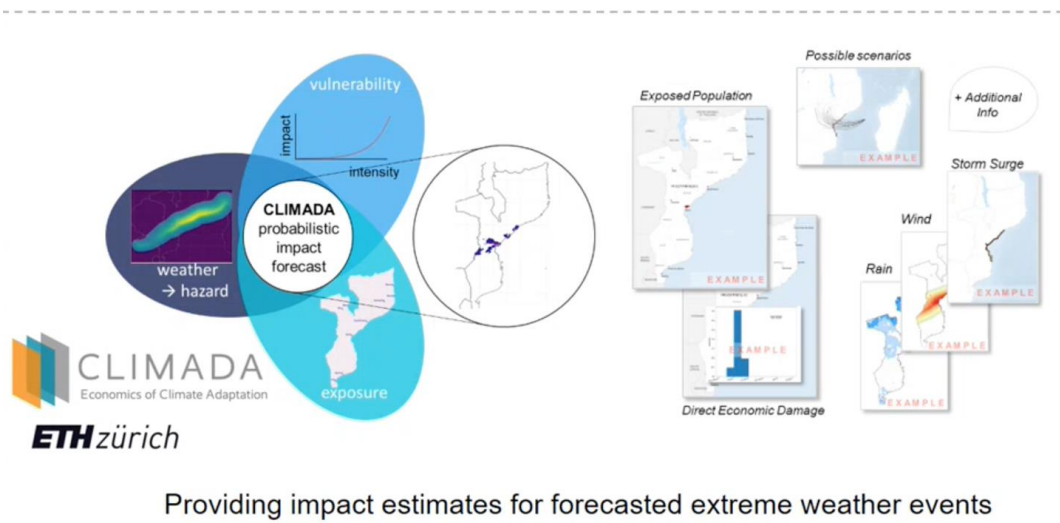 vulnerability
impact
intensity
CLIMADA
probabilistic
impact
forecast
weather
→ hazard
exposure
CLIMADA
Economics of Climate Adaptation
ETH zürich
Possible scenarios
EXAMPLE
+ Additional
Info
Exposed Population
EXAMPLE
Storm Surge
EXAMPLE
Wind
Rain
EXAMPLE
EXAMPLE
Direct Economic Damage
Providing impact estimates for forecasted extreme weather events